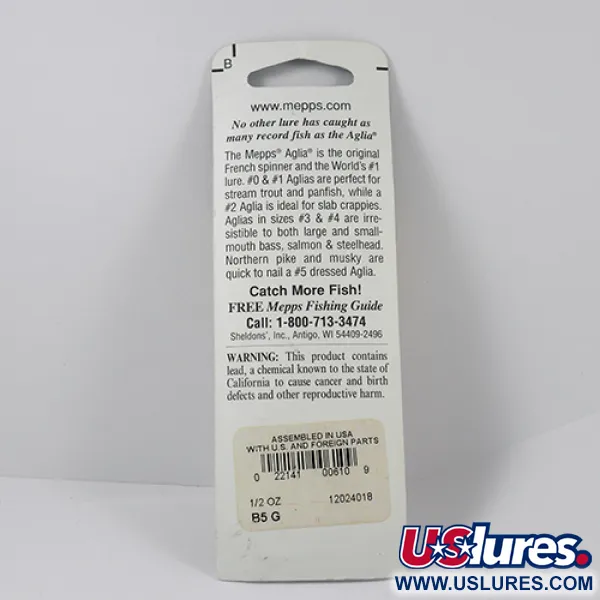 B
www.mepps.com
No other lure has caught as
many record fish as the Aglia®
The Mepps® Aglia® is the original
French spinner and the World's #1
lure. #0 & #1 Aglias are perfect for
stream trout and panfish, while a
#2 Aglia is ideal for slab crappies.
Aglias in sizes #3 & #4 are irre-
sistible to both large and small-
mouth bass, salmon & steelhead.
Northern pike and musky are
quick to nail a #5 dressed Aglia.
Catch More Fish!
FREE Mepps Fishing Guide
Call: 1-800-713-3474
Sheldons', Inc., Antigo, WI 54409-2496
WARNING: This product contains
lead, a chemical known to the state of
California to cause cancer and birth
defects and other reproductive harm.
ASSEMBLED IN USA
WITH U.S. AND FOREIGN PARTS
0 22141 00610 9
1/2 OZ 12024018
B5 G
USlures.
WWW.USLURES.COM